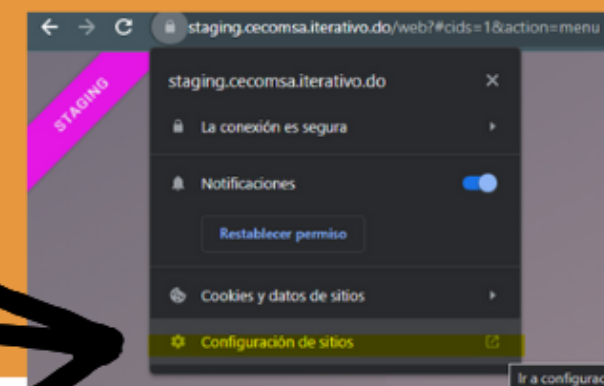 staging.cecomsa.iterativo.do/web?#cids=1&action=menu
STAGING
staging.cecomsa.iterativo.do
La conexión es segura
Notificaciones
Restablecer permiso
Cookies y datos de sitios
Configuración de sitios
Ir a configurac